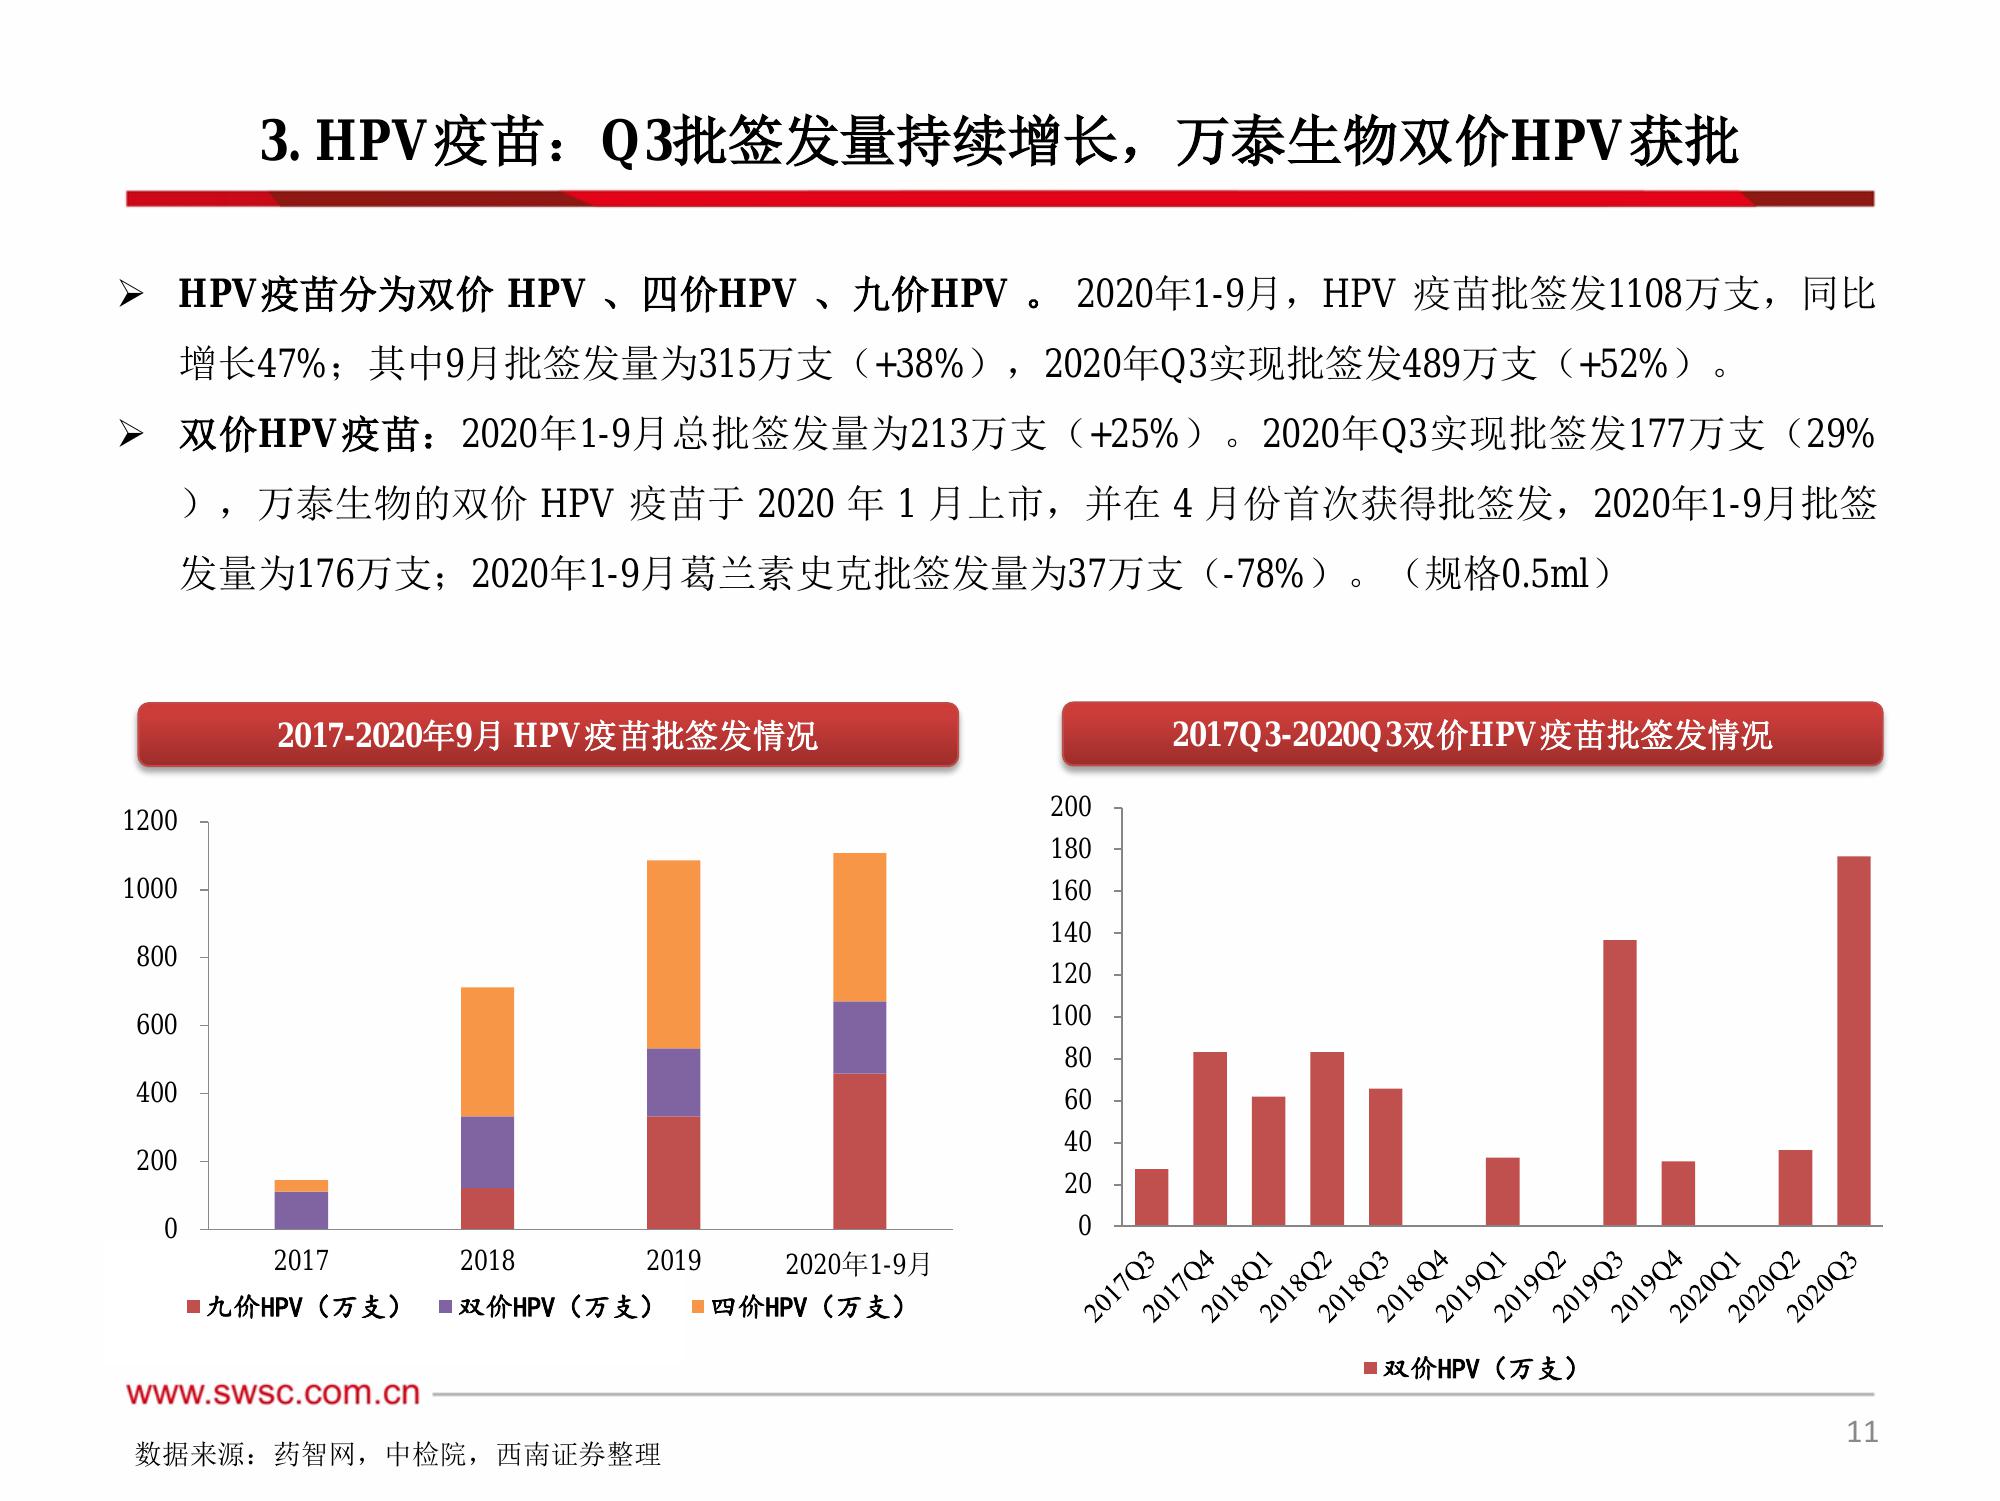 3. HPV疫苗：Q3批签发量持续增长，万泰生物双价HPV获批
➢ HPV疫苗分为双价 HPV 、四价HPV 、九价HPV 。 2020年1-9月，HPV 疫苗批签发1108万支，同比
增长47%；其中9月批签发量为315万支（+38%），2020年Q3实现批签发489万支（+52%）。
➢ 双价HPV疫苗：2020年1-9月总批签发量为213万支（+25%）。2020年Q3实现批签发177万支（29%
），万泰生物的双价 HPV 疫苗于 2020 年 1 月上市，并在 4 月份首次获得批签发，2020年1-9月批签
发量为176万支；2020年1-9月葛兰素史克批签发量为37万支（-78%）。（规格0.5ml）
2017-2020年9月 HPV疫苗批签发情况
1200
1000
800
600
400
200
0
2017 2018 2019 2020年1-9月
九价HPV（万支） 双价HPV（万支） 四价HPV（万支）
2017Q3-2020Q3双价HPV疫苗批签发情况
200
180
160
140
120
100
80
60
40
20
0
2017Q3 2017Q4 2018Q1 2018Q2 2018Q3 2018Q4 2019Q1 2019Q2 2019Q3 2019Q4 2020Q1 2020Q2 2020Q3
双价HPV（万支）
www.swsc.com.cn
11
数据来源：药智网，中检院，西南证券整理